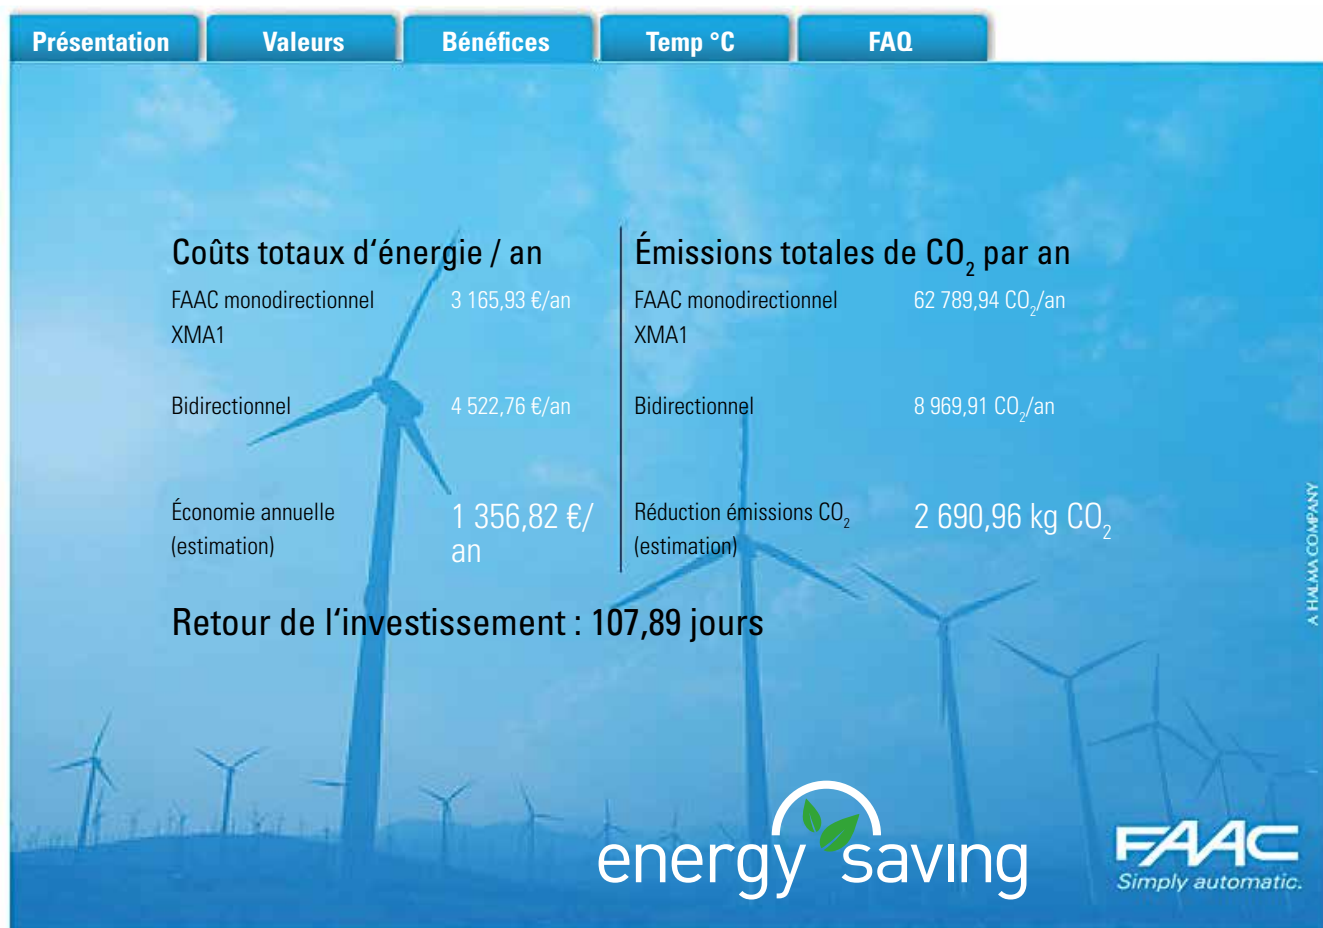 Présentation
Valeurs
Bénéfices
Temp °C
FAQ
Coûts totaux d‘énergie / an
FAAC monodirectionnel 3 165,93 €/an
XMA1
Bidirectionnel 4 522,76 €/an
Économie annuelle 1 356,82 €/
(estimation) an
Émissions totales de CO₂ par an
FAAC monodirectionnel 62 789,94 CO₂/an
XMA1
Bidirectionnel 8 969,91 CO₂/an
Réduction émissions CO₂ 2 690,96 kg CO₂
(estimation)
Retour de l‘investissement : 107,89 jours
A HALMA COMPANY
energy saving
FAAC
Simply automatic.